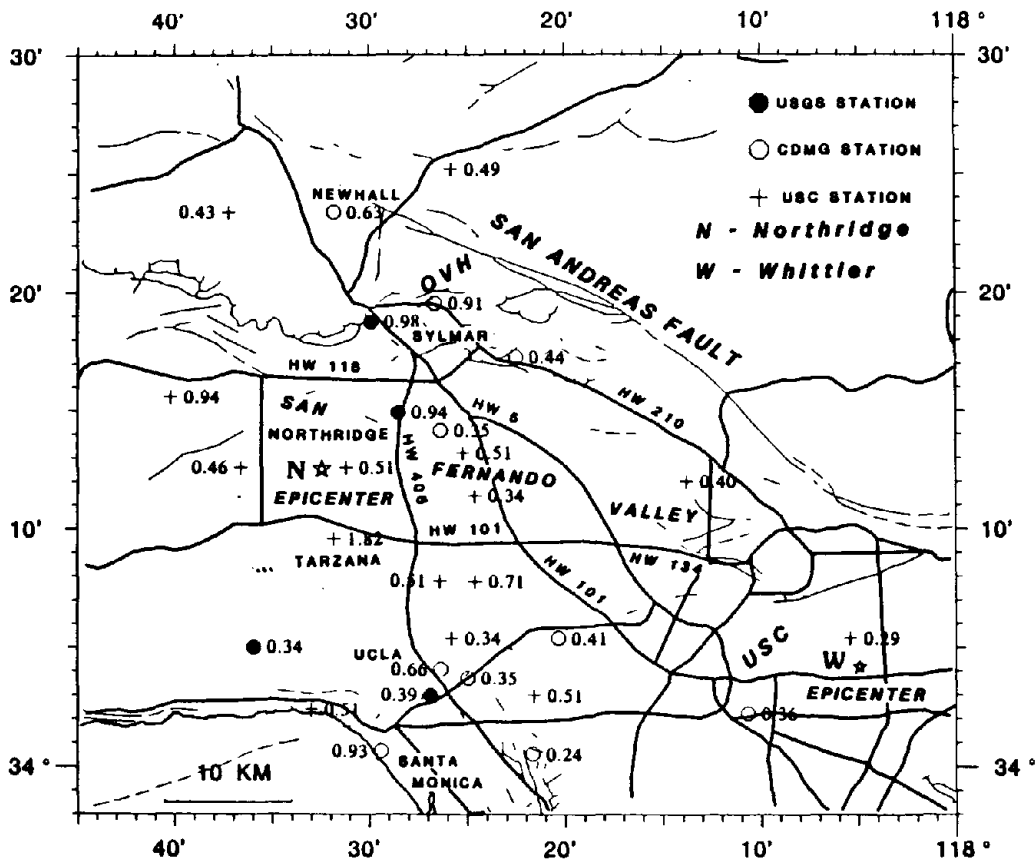 40' 30' 20' 10' 118°
30' 30'
USGS STATION
CDMG STATION
0.49
NEWHALL
USC STATION
0.43 0.63
N - Northridge
SAN ANDREAS FAULT
W - Whittler
OVH
20' 20'
0.91
0.98
SYLMAR
0.44
HW 118
0.94
SAN
0.94
HW 5
HW 210
NORTHRIDGE
0.35
0.51
0.46 N 0.51
HW 405
FERNANDO
0.40
EPICENTER
0.34
VALLEY
10' HW 101 10'
1.82
TARZANA
HW 134
0.51 0.71
HW 101
0.34
0.34
0.41
USC
0.29
UCLA
0.66
0.35
W
0.39
0.51
EPICENTER
0.51
0.36
0.93
SANTA
0.24
34° 34°
10 KM
MONICA
40' 30' 20' 10' 118°